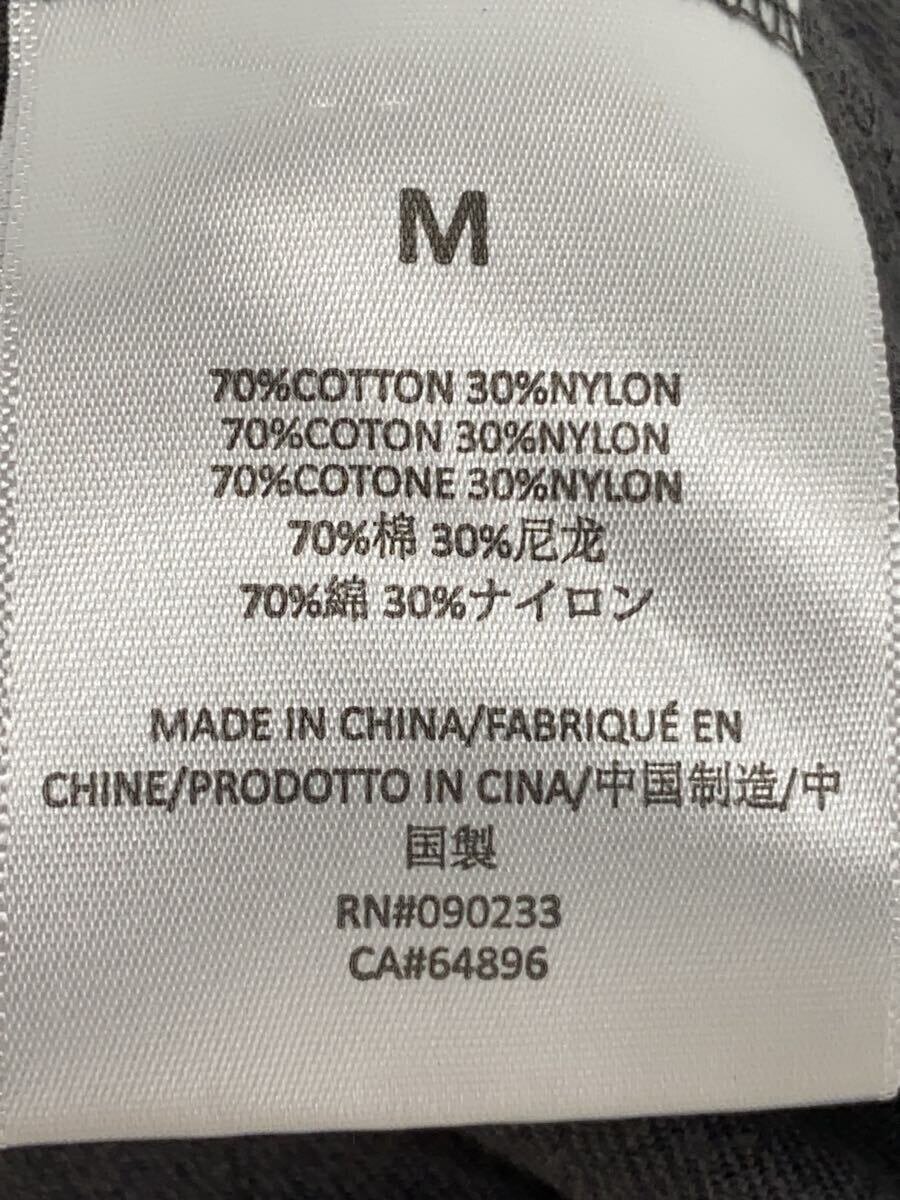 M
70%COTTON 30%NYLON
70%COTON 30%NYLON
70%COTONE 30%NYLON
70%棉 30%尼龙
70%綿 30%ナイロン
MADE IN CHINA/FABRIQUÉ EN
CHINE/PRODOTTO IN CINA/中国制造/中
国製
RN#090233
CA#64896